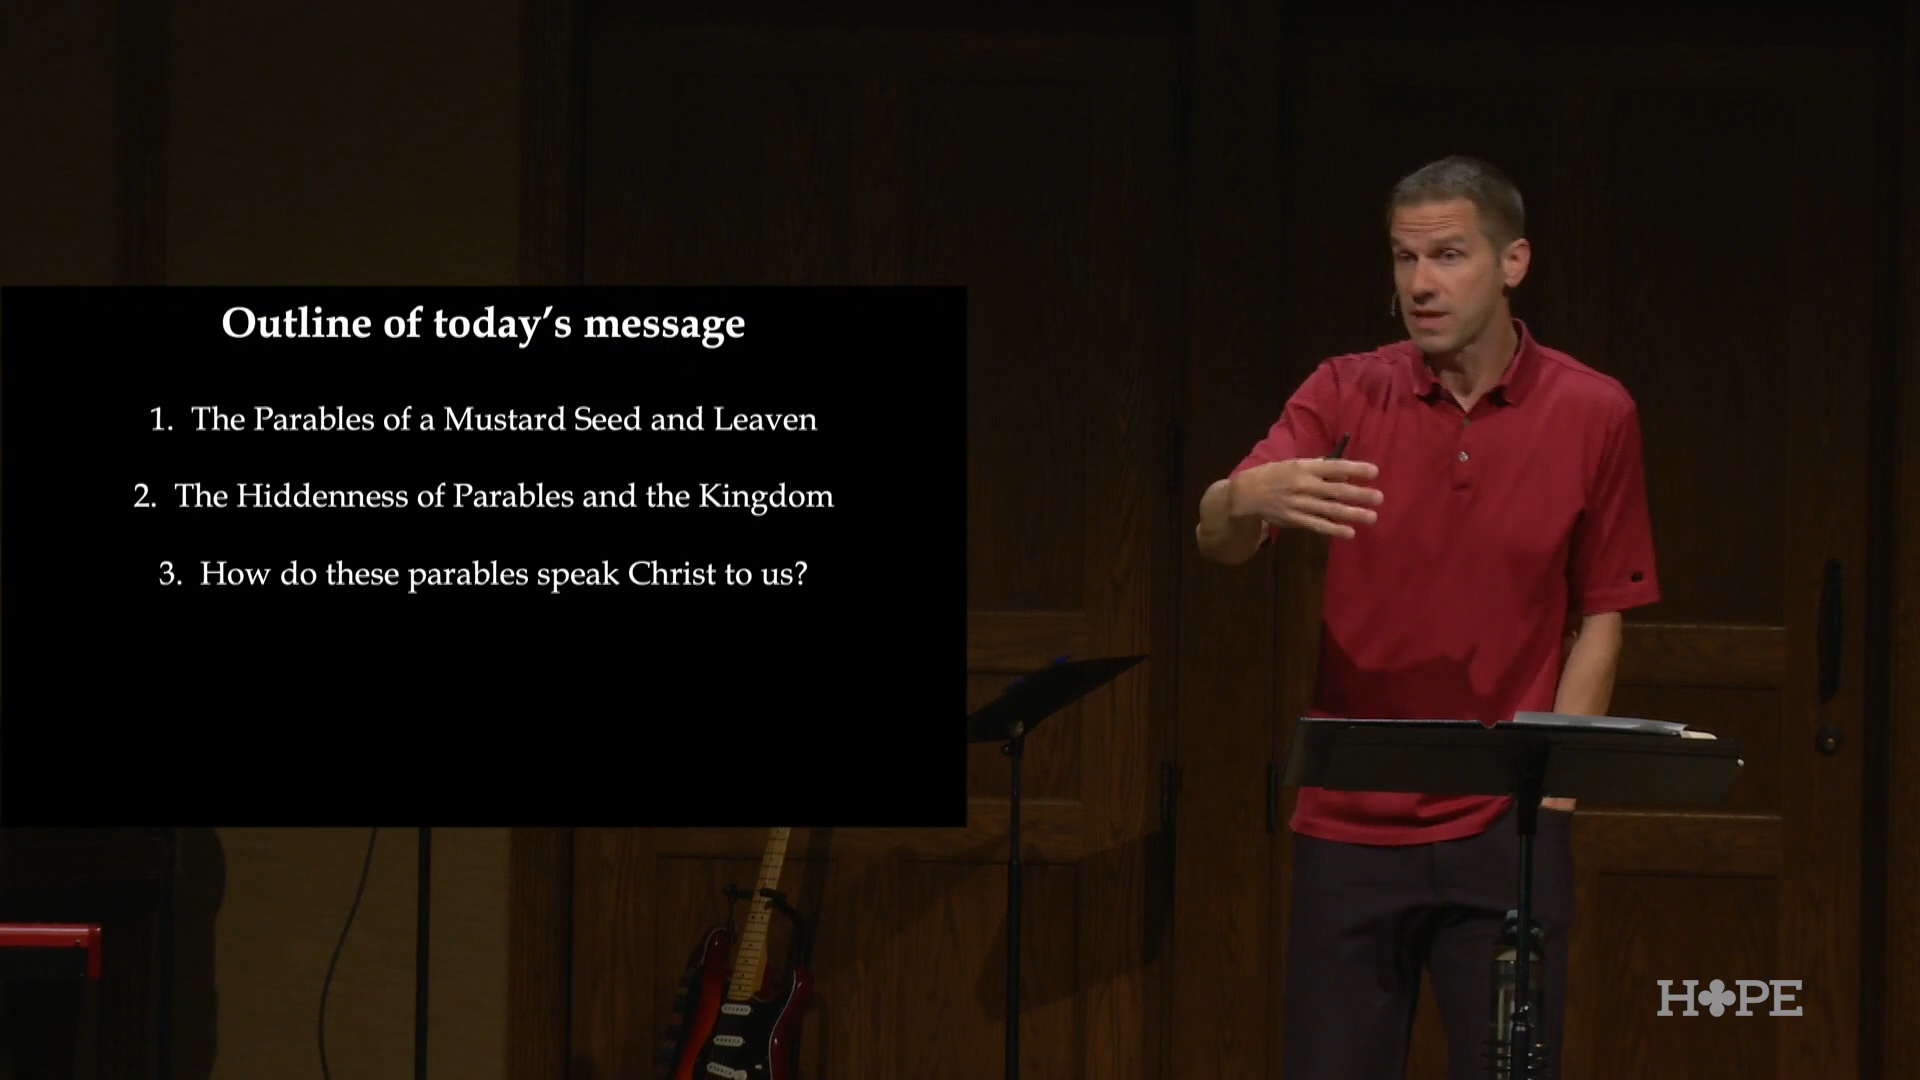 Outline of today's message
1. The Parables of a Mustard Seed and Leaven
2. The Hiddenness of Parables and the Kingdom
3. How do these parables speak Christ to us?
HOPE